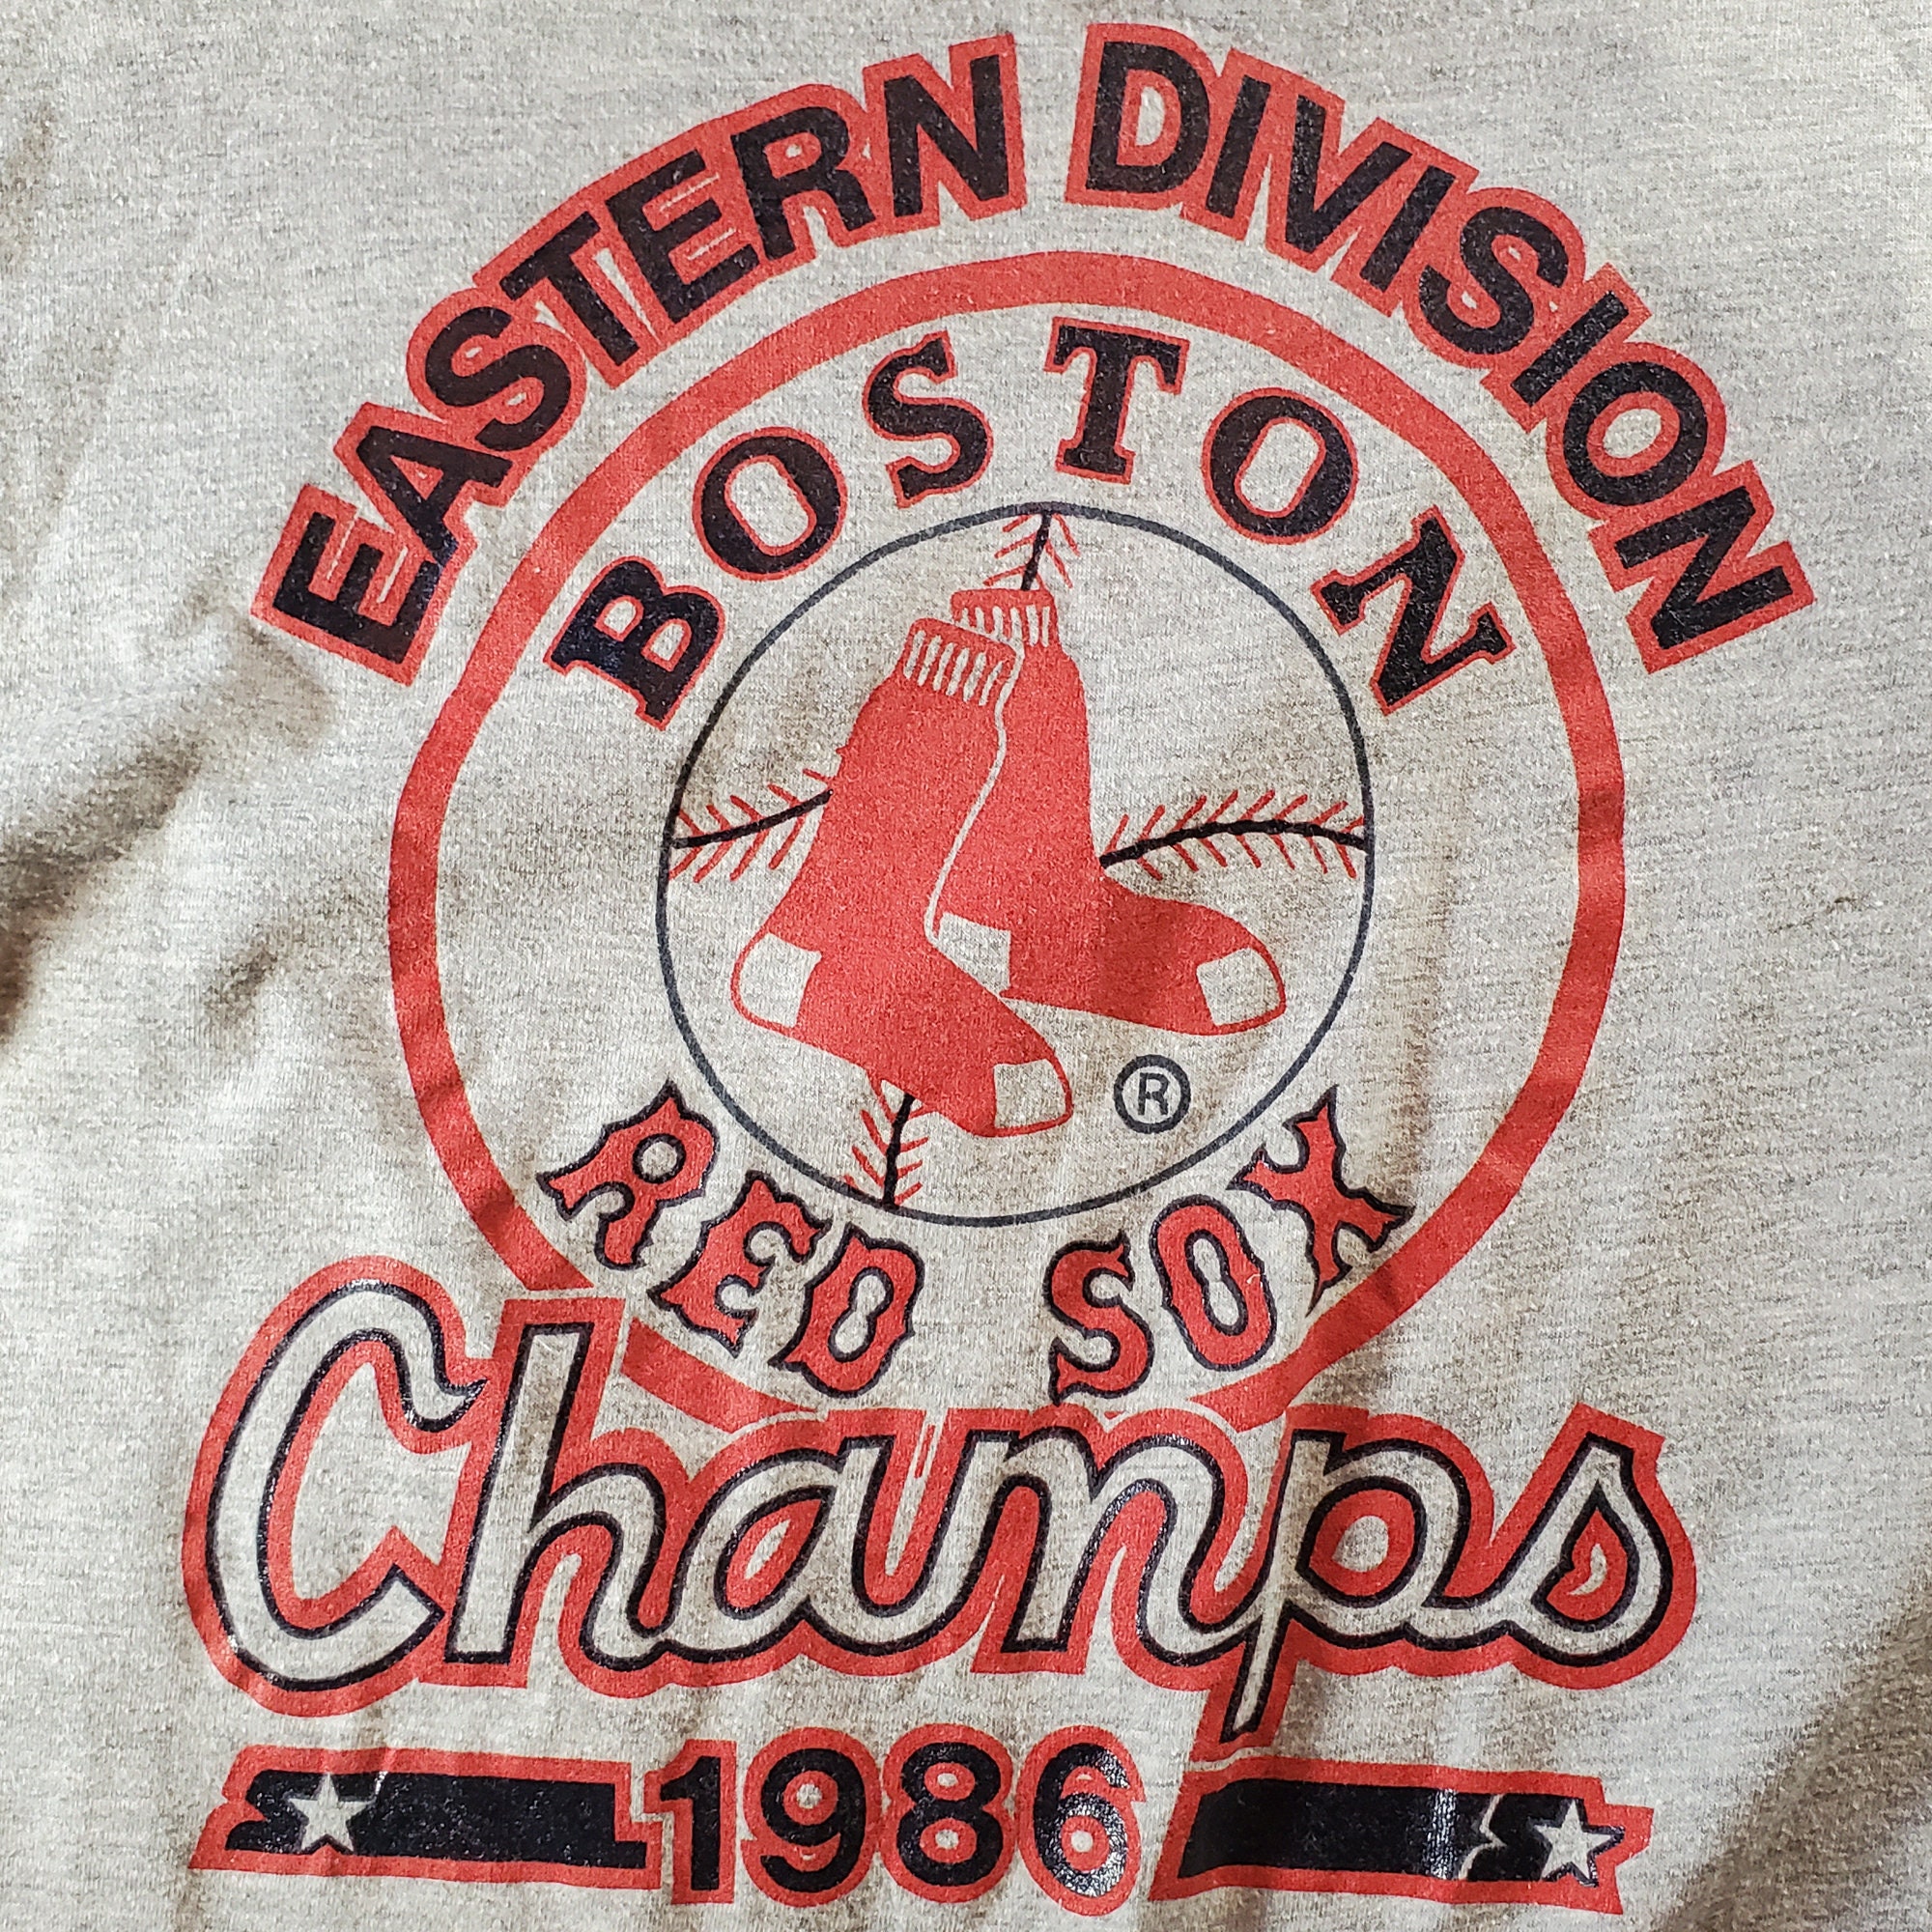 EASTERN DIVISION
BOSTON
®
RED SOX
Champs
1986